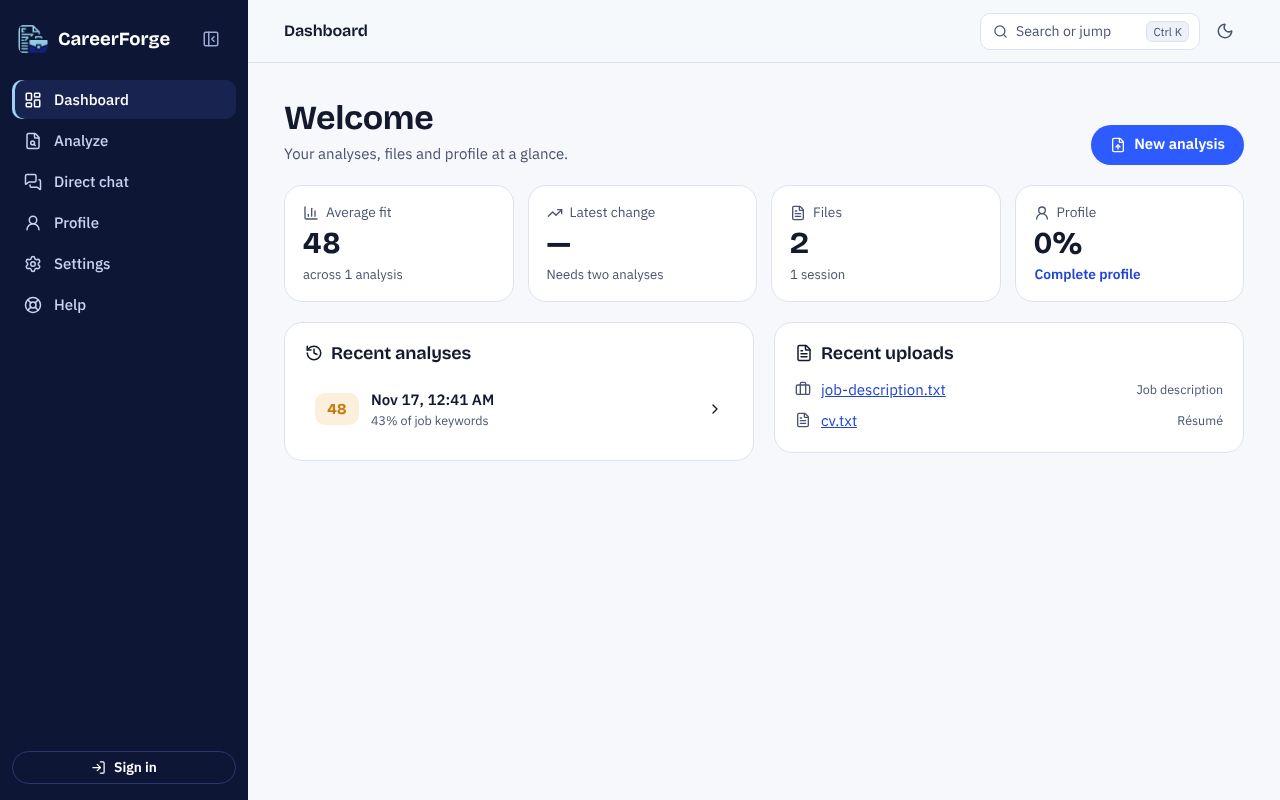 CareerForge
Dashboard
Analyze
Direct chat
Profile
Settings
Help
Sign in
Dashboard
Search or jump
Ctrl K
Welcome
Your analyses, files and profile at a glance.
New analysis
Average fit
48
across 1 analysis
Latest change
—
Needs two analyses
Files
2
1 session
Profile
0%
Complete profile
Recent analyses
48
Nov 17, 12:41 AM
43% of job keywords
Recent uploads
job-description.txt
Job description
cv.txt
Résumé